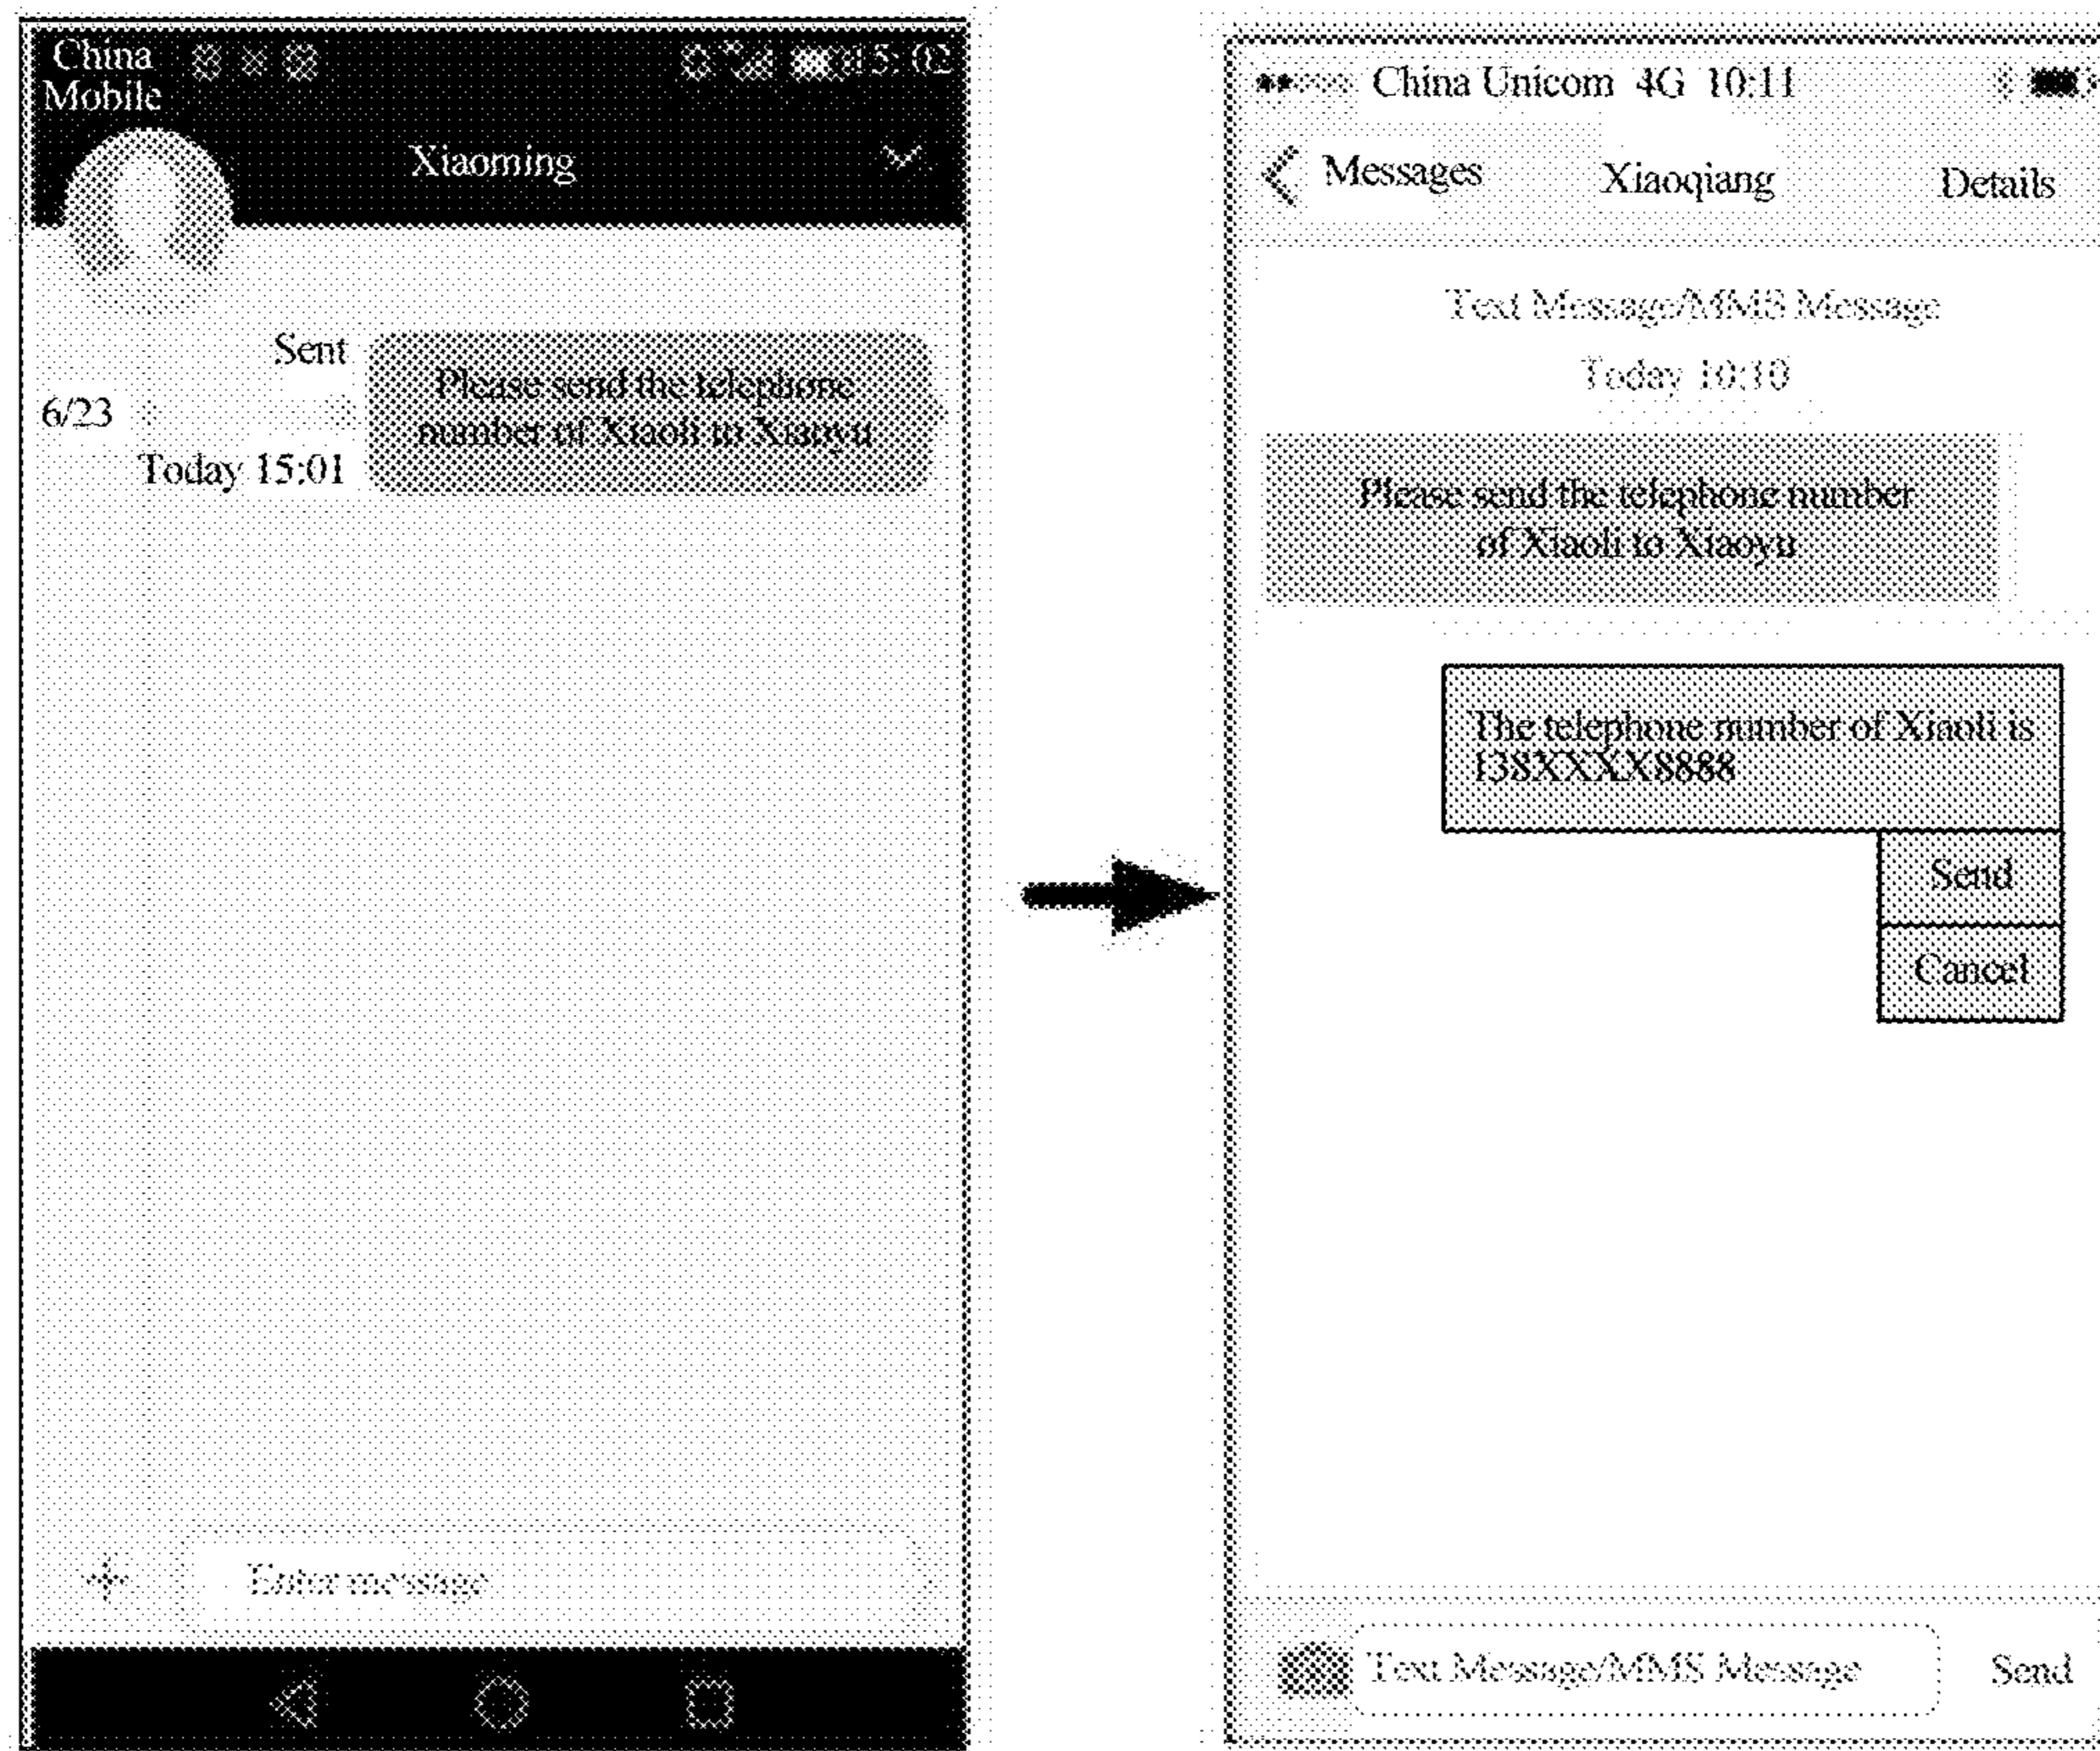 China
Mobile
15:02
Xiaoming
Sent
6/23
Today 15:01
Please send the telephone
number of Xiaoli to Xiaoyu
Enter message
China Unicom 4G 10:11
Messages
Xiaoqiang
Details
Text Message/MMS Message
Today 10:10
Please send the telephone number
of Xiaoli to Xiaoyu
The telephone number of Xiaoli is
138XXXX8888
Send
Cancel
Text Message/MMS Message
Send